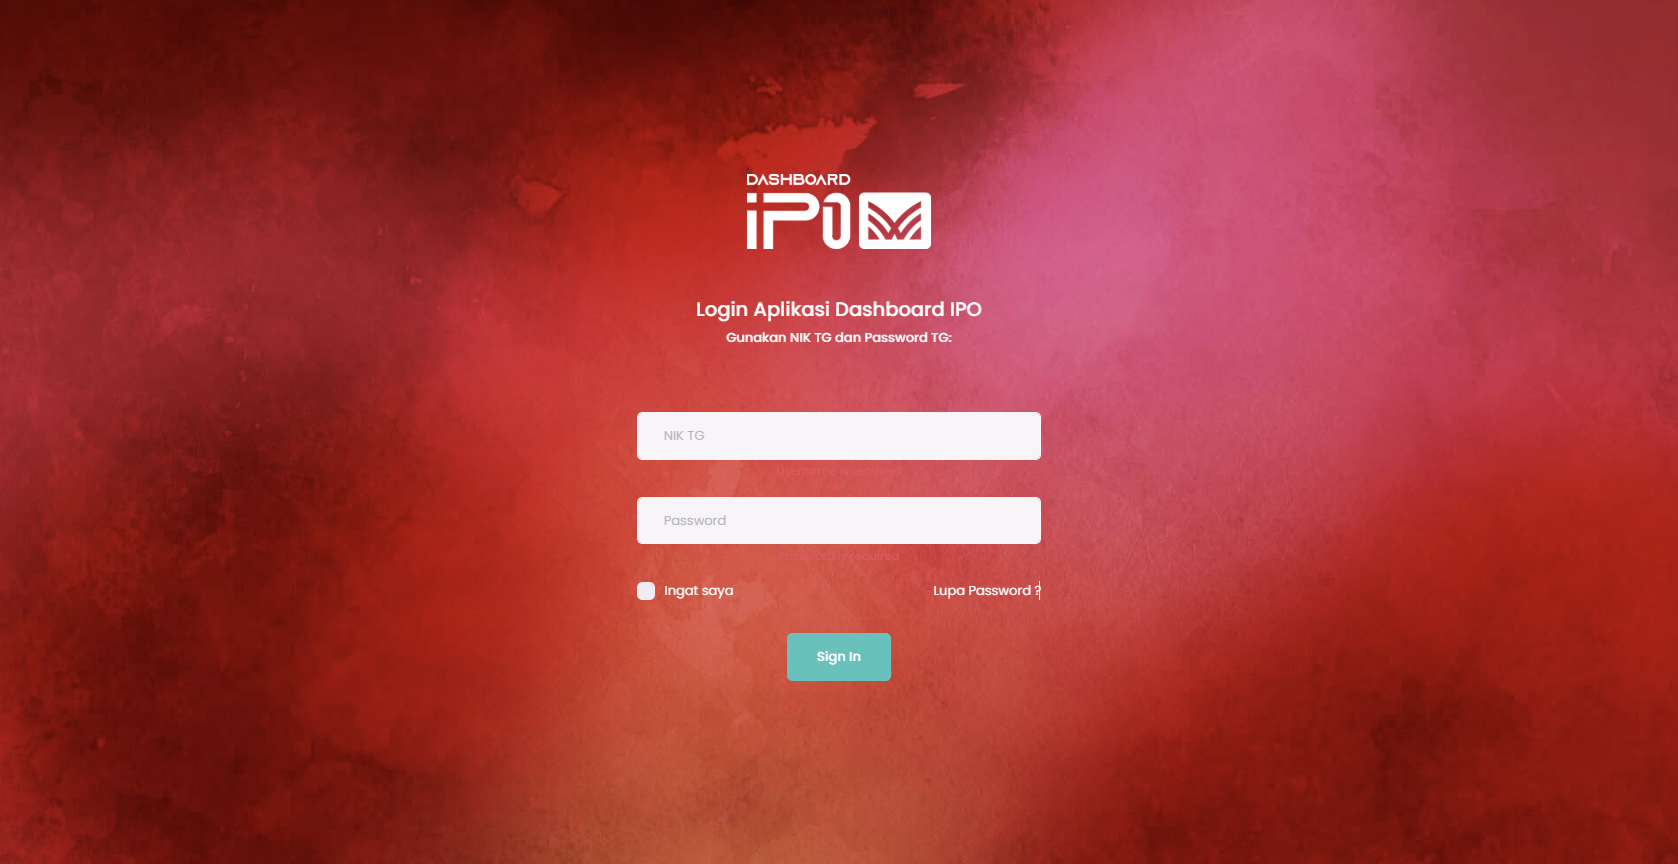 DASHBOARD
iPO
Login Aplikasi Dashboard IPO
Gunakan NIK TG dan Password TG:
NIK TG
Username is required
Password
Password is required
Ingat saya
Lupa Password ?
Sign In